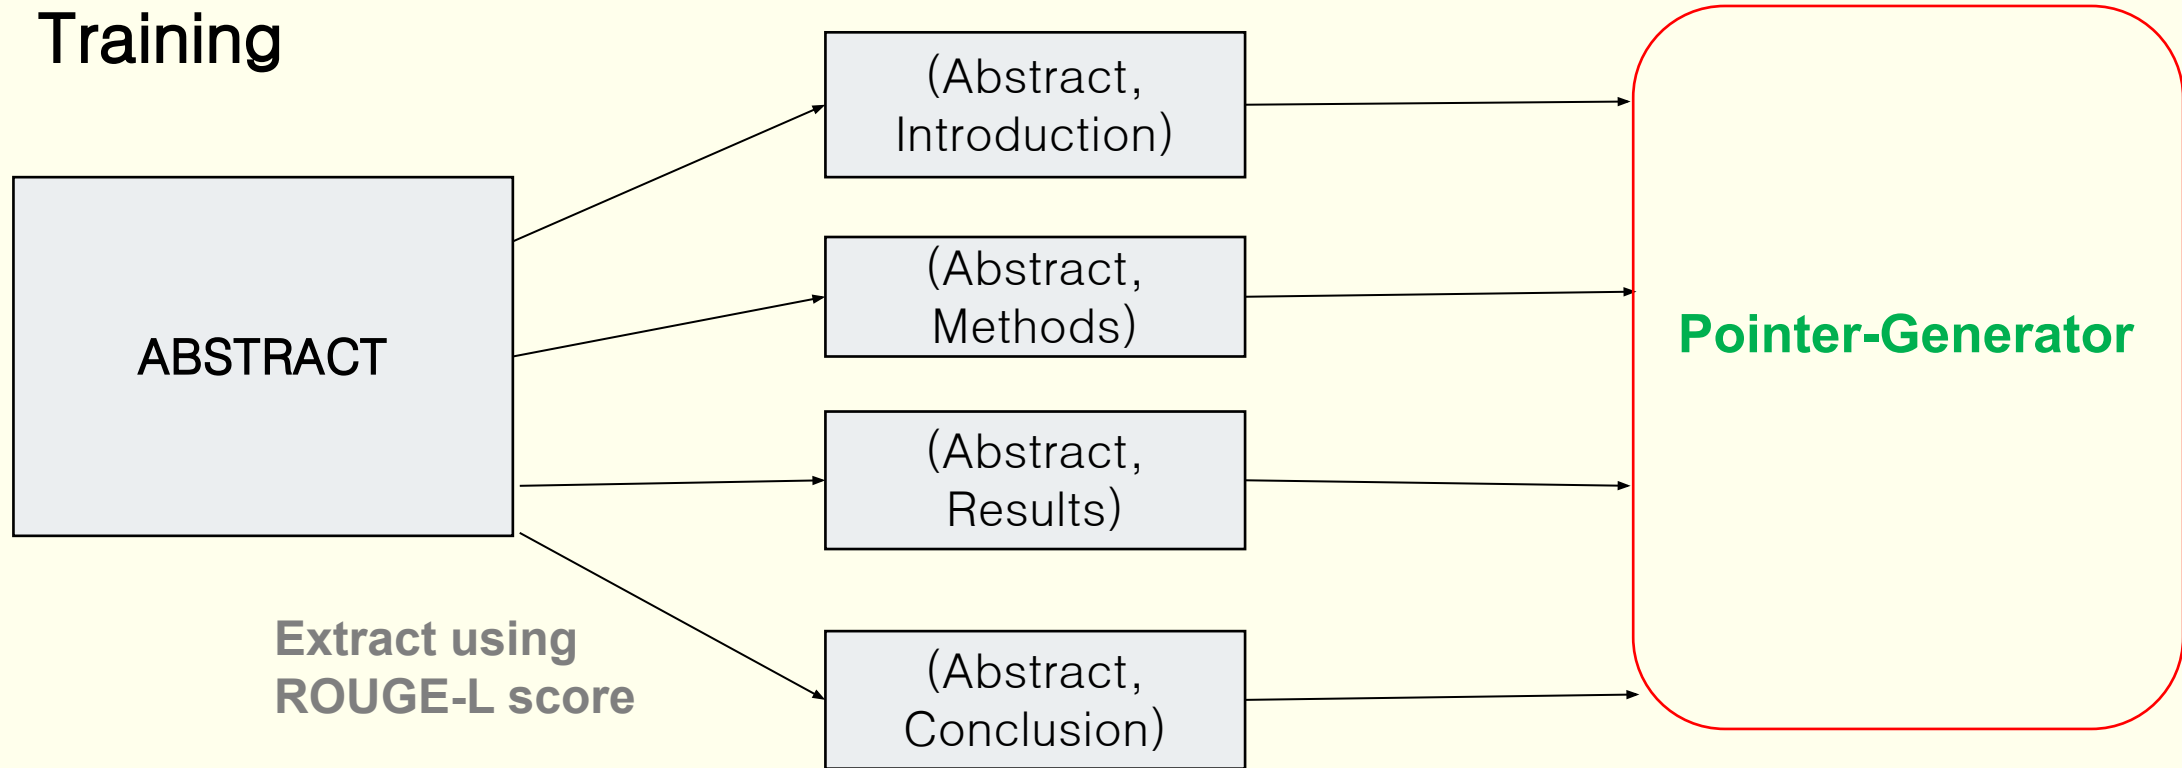 Training
ABSTRACT
Extract using
ROUGE-L score
(Abstract,
Introduction)
(Abstract,
Methods)
(Abstract,
Results)
(Abstract,
Conclusion)
Pointer-Generator